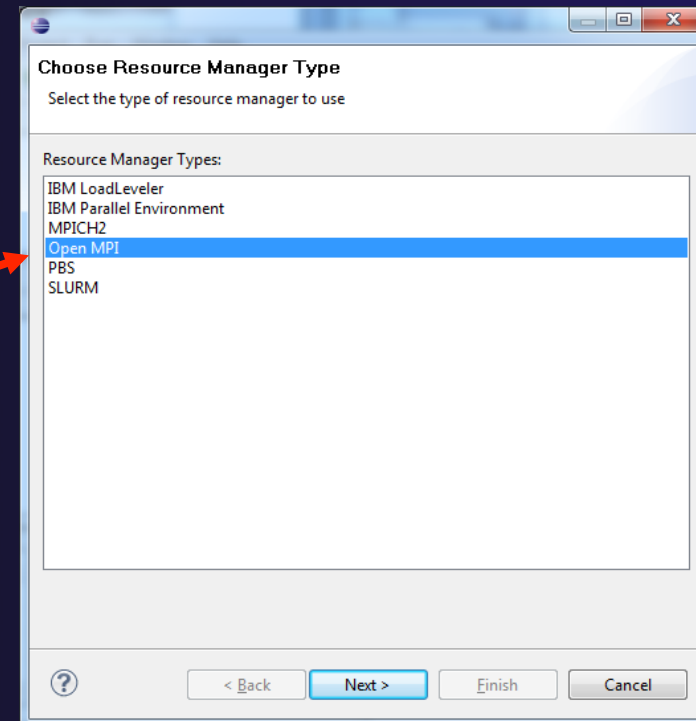 Choose Resource Manager Type
Select the type of resource manager to use
Resource Manager Types:
IBM LoadLeveler
IBM Parallel Environment
MPICH2
Open MPI
PBS
SLURM
< Back
Next >
Finish
Cancel